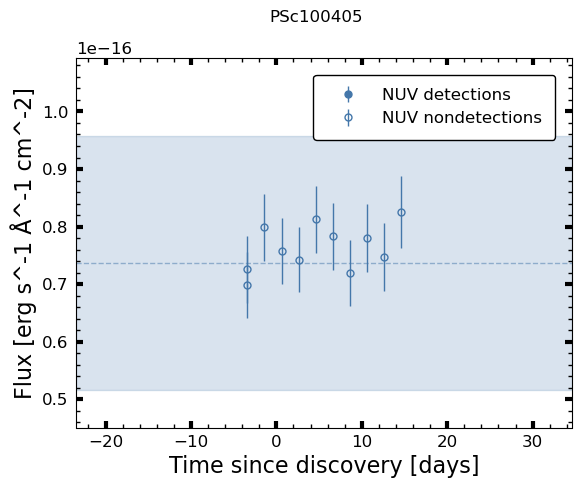 PSc100405
1e−16
NUV detections
NUV nondetections
1.0
0.9
0.8
0.7
0.6
0.5
Flux [erg s^-1 Å^-1 cm^-2]
−20
−10
0
10
20
30
Time since discovery [days]